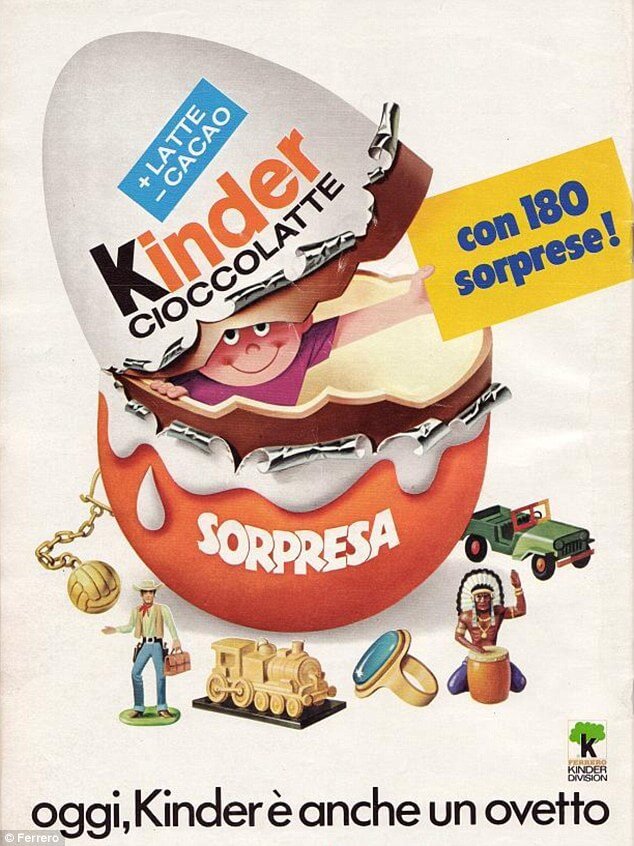 + LATTE
- CACAO
Kinder
CIOCCOLATTE
con 180
sorprese!
SORPRESA
k
FERRERO
KINDER
DIVISION
oggi, Kinder è anche un ovetto
© Ferrero